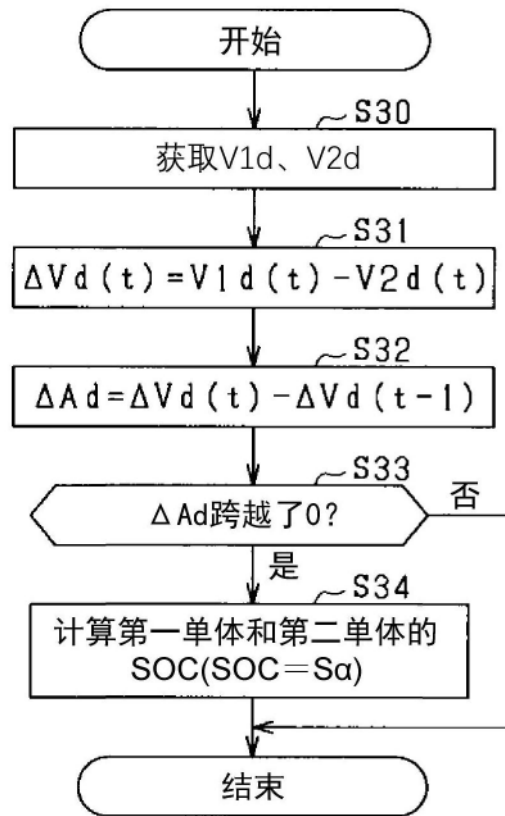 开始
S30
获取V1d、V2d
S31
ΔVd(t)=V1d(t)-V2d(t)
S32
ΔAd=ΔVd(t)-ΔVd(t-1)
S33
ΔAd跨越了0?
否
是
S34
计算第一单体和第二单体的
SOC(SOC=Sα)
结束